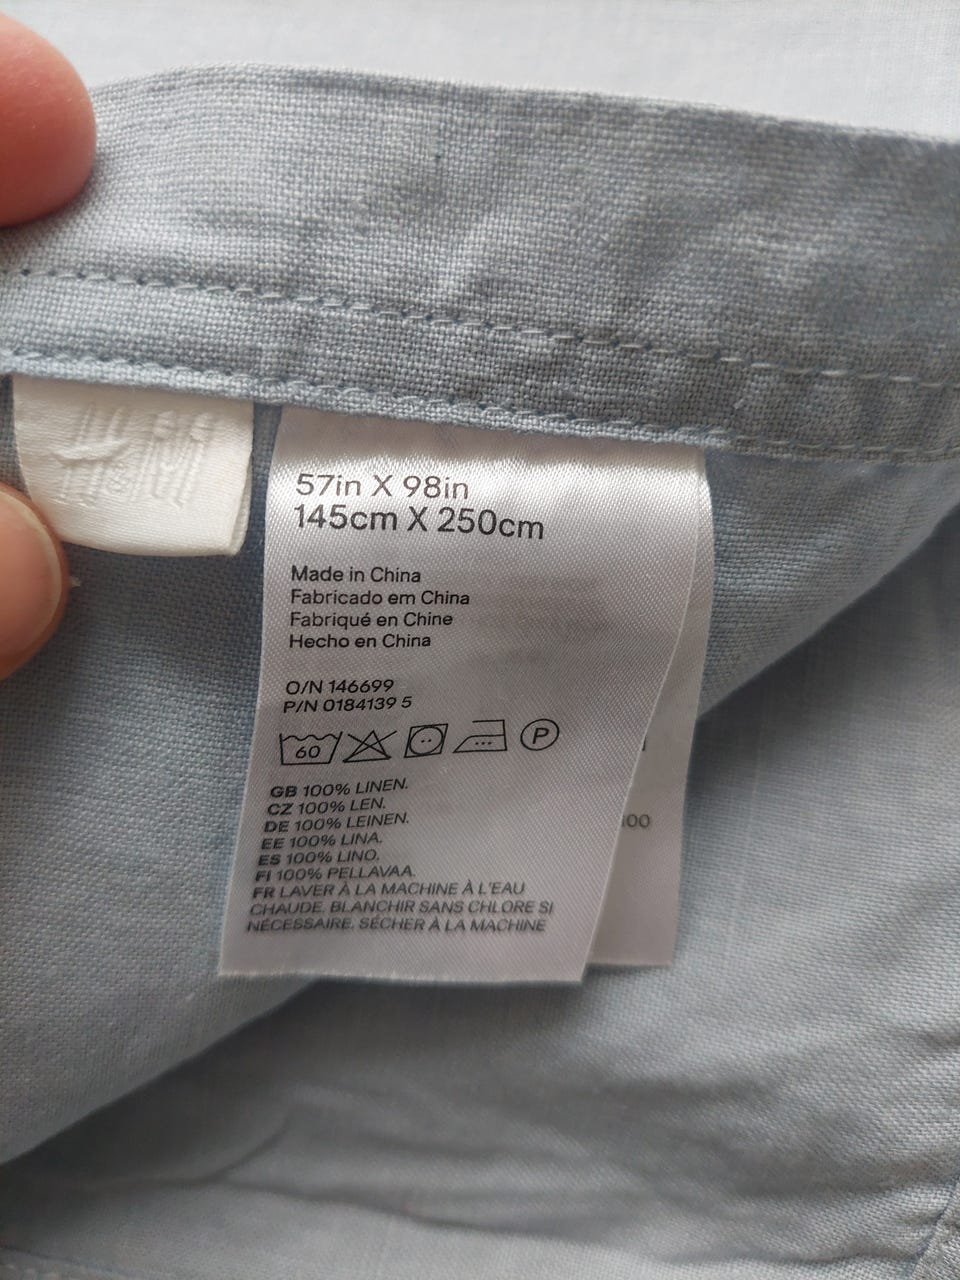 H&M
57in X 98in
145cm X 250cm
Made in China
Fabricado em China
Fabriqué en Chine
Hecho en China
O/N 146699
P/N 0184139 5
60 P
GB 100% LINEN.
CZ 100% LEN.
DE 100% LEINEN.
EE 100% LINA.
ES 100% LINO.
FI 100% PELLAVAA.
FR LAVER À LA MACHINE À L'EAU
CHAUDE. BLANCHIR SANS CHLORE SI
NÉCESSAIRE. SÉCHER À LA MACHINE